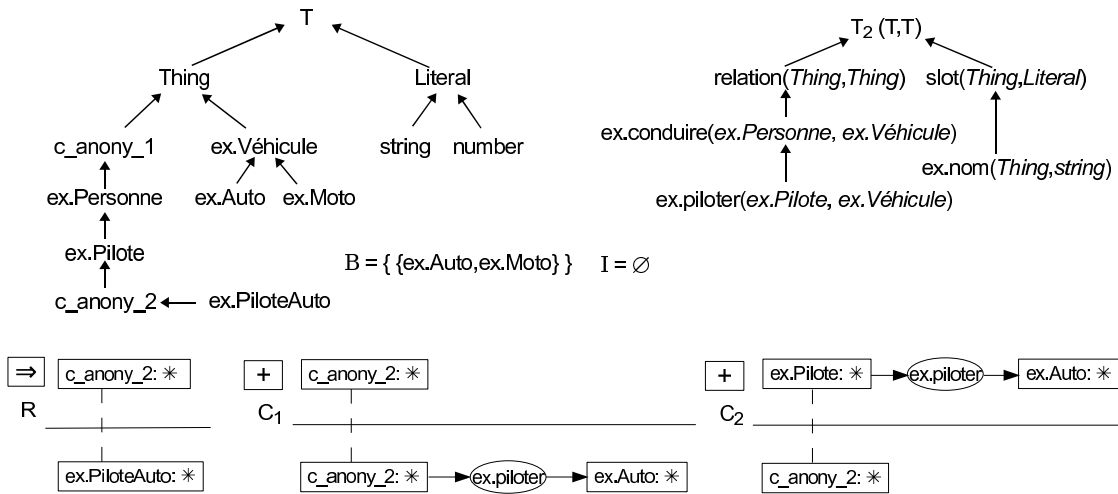 T
Thing
Literal
c_anony_1
ex.Véhicule
string
number
ex.Personne
ex.Auto
ex.Moto
ex.Pilote
c_anony_2
ex.PiloteAuto
B = { {ex.Auto,ex.Moto} } I = ∅
T2 (T,T)
relation(Thing,Thing)
slot(Thing,Literal)
ex.conduire(ex.Personne, ex.Véhicule)
ex.nom(Thing,string)
ex.piloter(ex.Pilote, ex.Véhicule)
⇒
c_anony_2: ✳
R
ex.PiloteAuto: ✳
+
c_anony_2: ✳
C1
c_anony_2: ✳
ex.piloter
ex.Auto: ✳
+
ex.Pilote: ✳
ex.piloter
ex.Auto: ✳
C2
c_anony_2: ✳